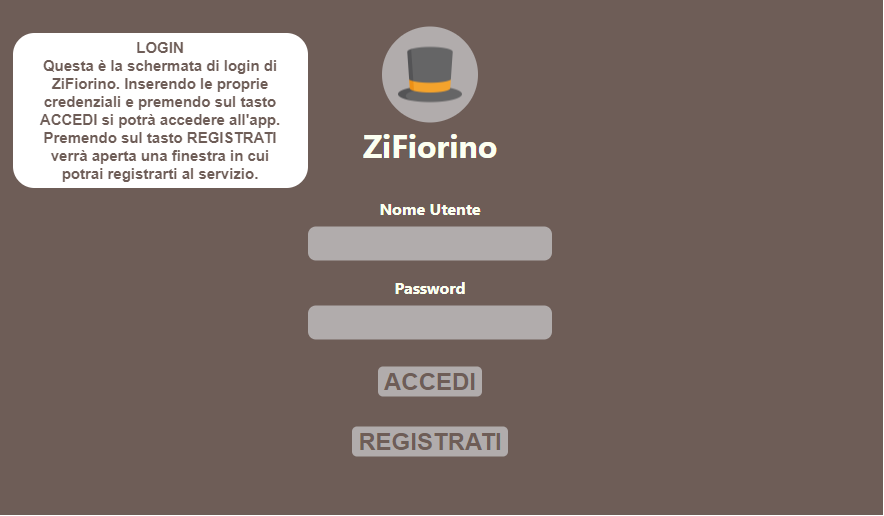 LOGIN
Questa è la schermata di login di
ZiFiorino. Inserendo le proprie
credenziali e premendo sul tasto
ACCEDI si potrà accedere all'app.
Premendo sul tasto REGISTRATI
verrà aperta una finestra in cui
potrai registrarti al servizio.
ZiFiorino
Nome Utente
Password
ACCEDI
REGISTRATI